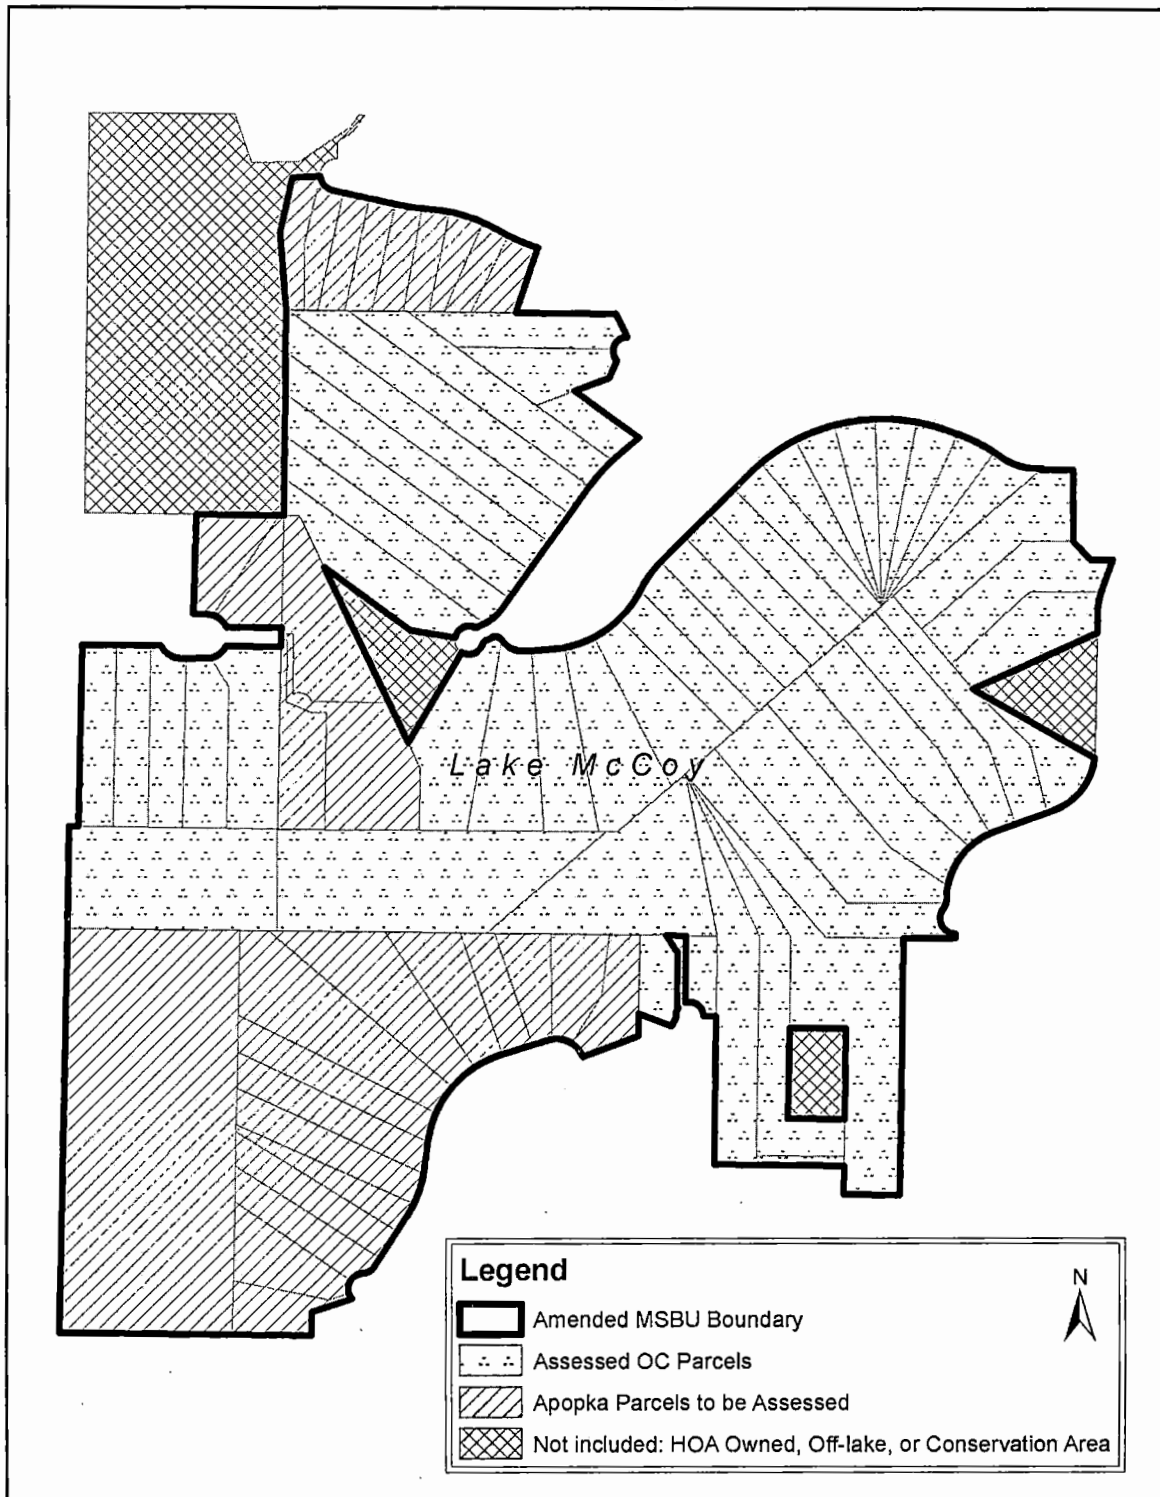 Lake McCoy
Legend
N
Amended MSBU Boundary
Assessed OC Parcels
Apopka Parcels to be Assessed
Not included: HOA Owned, Off-lake, or Conservation Area